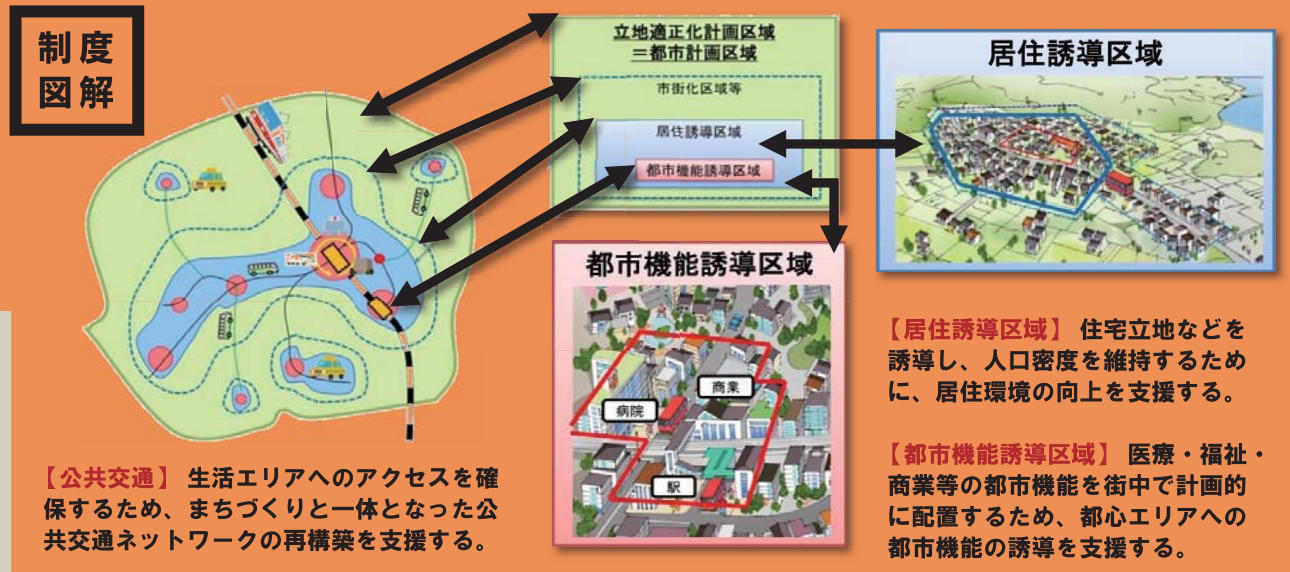 制度
図解
立地適正化計画区域
＝都市計画区域
市街化区域等
居住誘導区域
都市機能誘導区域
居住誘導区域
都市機能誘導区域
商業
病院
駅
【公共交通】 生活エリアへのアクセスを確
保するため、まちづくりと一体となった公
共交通ネットワークの再構築を支援する。
【居住誘導区域】 住宅立地などを
誘導し、人口密度を維持するため
に、居住環境の向上を支援する。
【都市機能誘導区域】 医療・福祉・
商業等の都市機能を街中で計画的
に配置するため、都心エリアへの
都市機能の誘導を支援する。